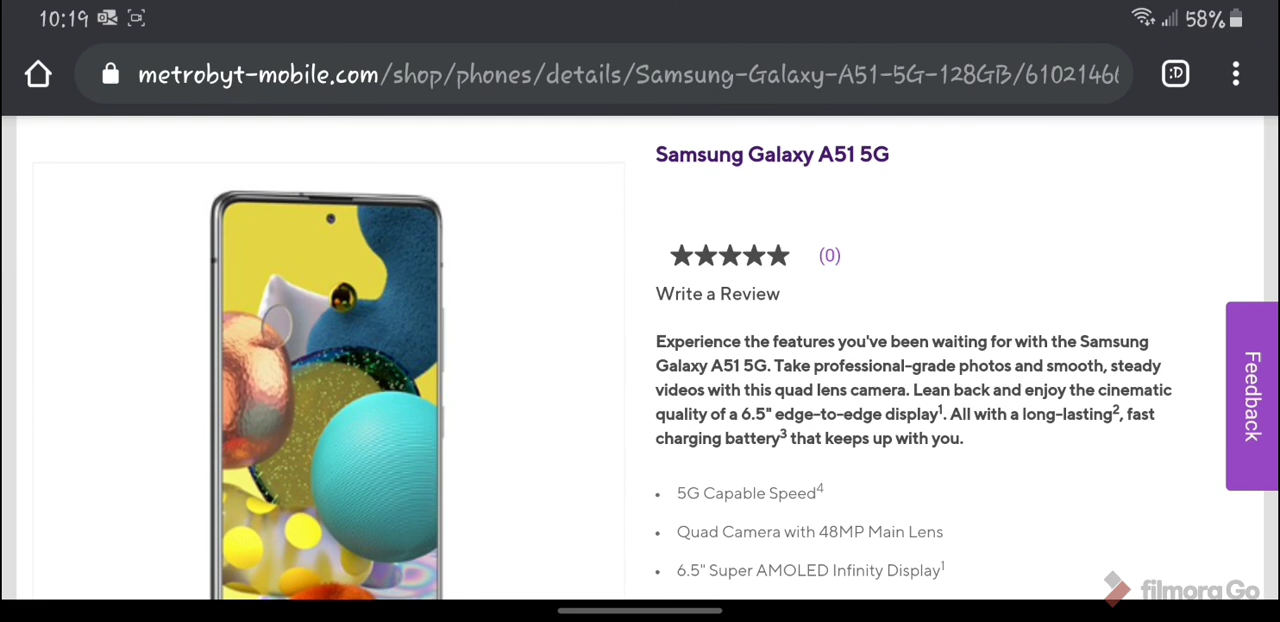 10:19
58%
metrobyt-mobile.com/shop/phones/details/Samsung-Galaxy-A51-5G-128GB/6102146
:D
Samsung Galaxy A51 5G
(0)
Write a Review
Experience the features you've been waiting for with the Samsung
Galaxy A51 5G. Take professional-grade photos and smooth, steady
videos with this quad lens camera. Lean back and enjoy the cinematic
quality of a 6.5" edge-to-edge display¹. All with a long-lasting², fast
charging battery³ that keeps up with you.
• 5G Capable Speed⁴
• Quad Camera with 48MP Main Lens
• 6.5" Super AMOLED Infinity Display¹
Feedback
filmoraGo